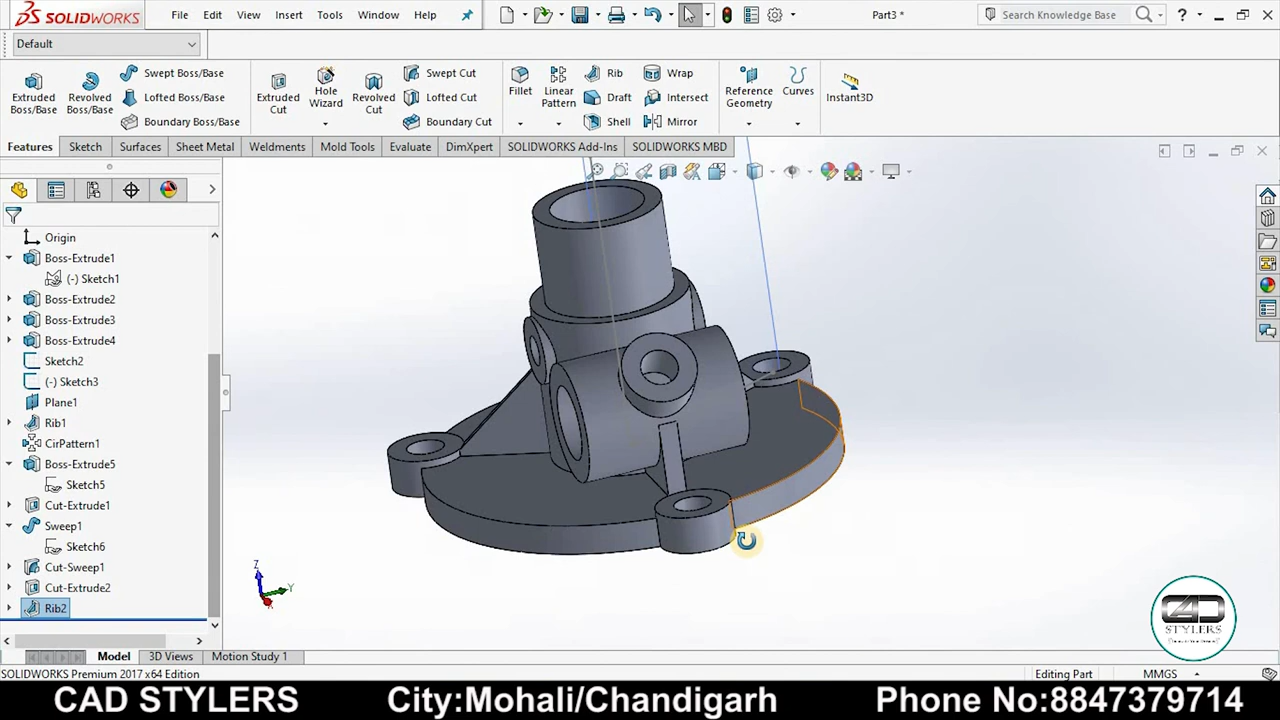 SOLIDWORKS File Edit View Insert Tools Window Help Part3 * Search Knowledge Base ?
Default
Extruded Boss/Base Revolved Boss/Base Swept Boss/Base Lofted Boss/Base Boundary Boss/Base Extruded Cut Hole Wizard Revolved Cut Swept Cut Lofted Cut Boundary Cut Fillet Linear Pattern Rib Draft Shell Wrap Intersect Mirror Reference Geometry Curves Instant3D
Features Sketch Surfaces Sheet Metal Weldments Mold Tools Evaluate DimXpert SOLIDWORKS Add-Ins SOLIDWORKS MBD
Origin
Boss-Extrude1
(-) Sketch1
Boss-Extrude2
Boss-Extrude3
Boss-Extrude4
Sketch2
(-) Sketch3
Plane1
Rib1
CirPattern1
Boss-Extrude5
Sketch5
Cut-Extrude1
Sweep1
Sketch6
Cut-Sweep1
Cut-Extrude2
Rib2
Z
Y
X
CAD
STYLERS
Model 3D Views Motion Study 1
SOLIDWORKS Premium 2017 x64 Edition Editing Part MMGS
CAD STYLERS City:Mohali/Chandigarh Phone No:8847379714